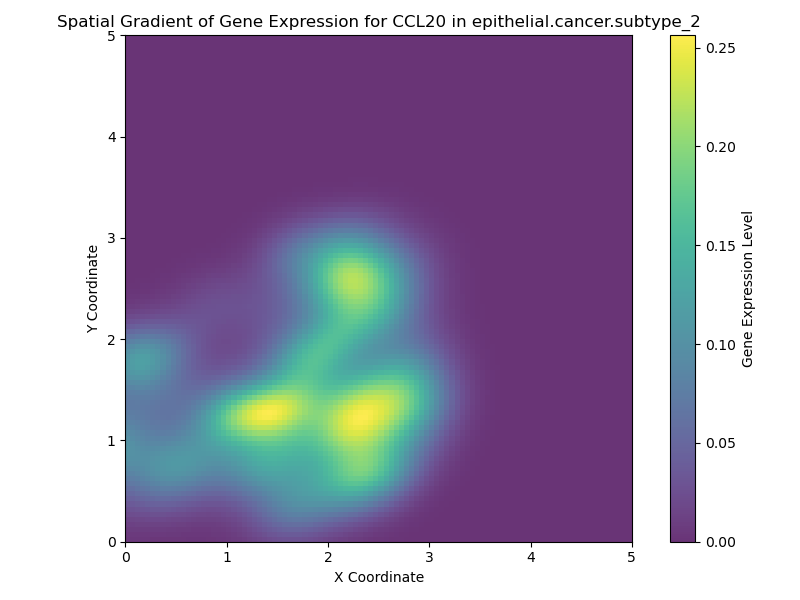 Spatial Gradient of Gene Expression for CCL20 in epithelial.cancer.subtype_2
5
4
3
2
1
0
Y Coordinate
0 1 2 3 4 5
X Coordinate
0.25
0.20
0.15
0.10
0.05
0.00
Gene Expression Level